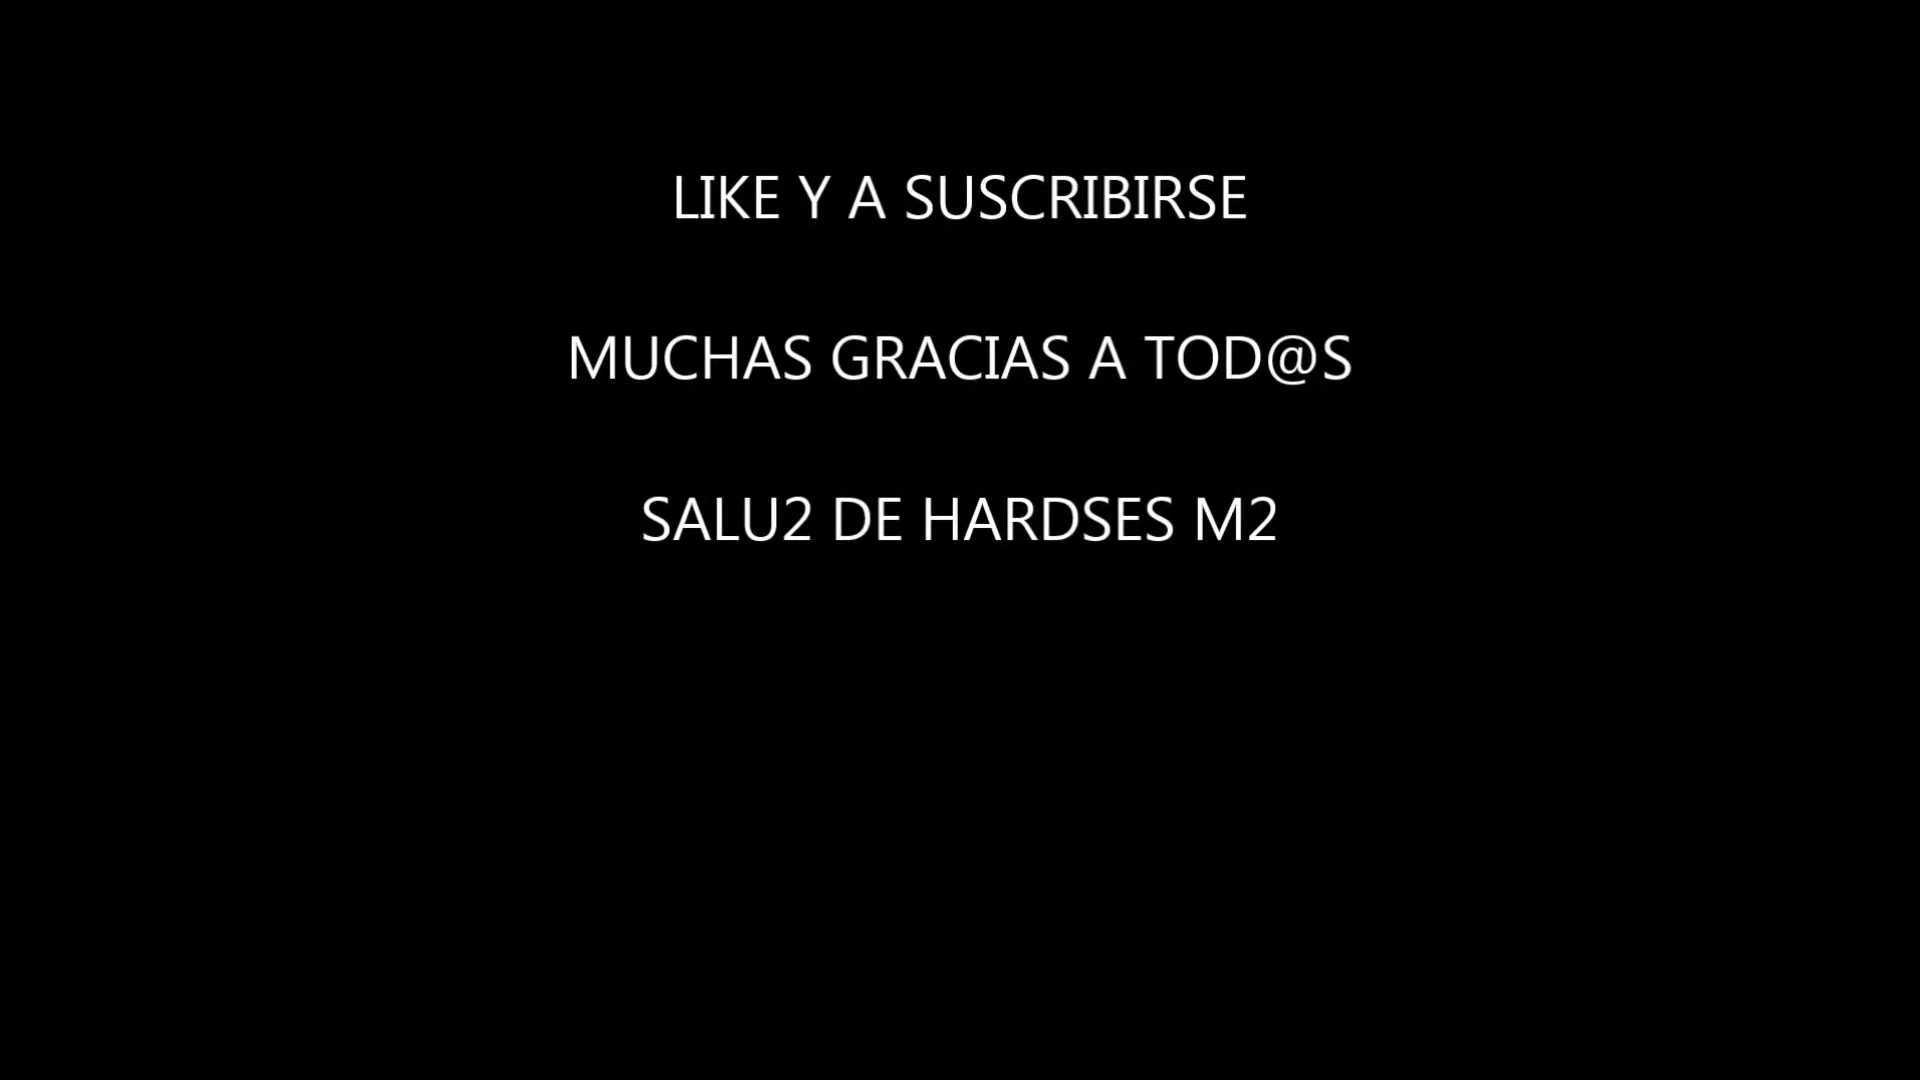 LIKE Y A SUSCRIBIRSE
MUCHAS GRACIAS A TOD@S
SALU2 DE HARDSES M2